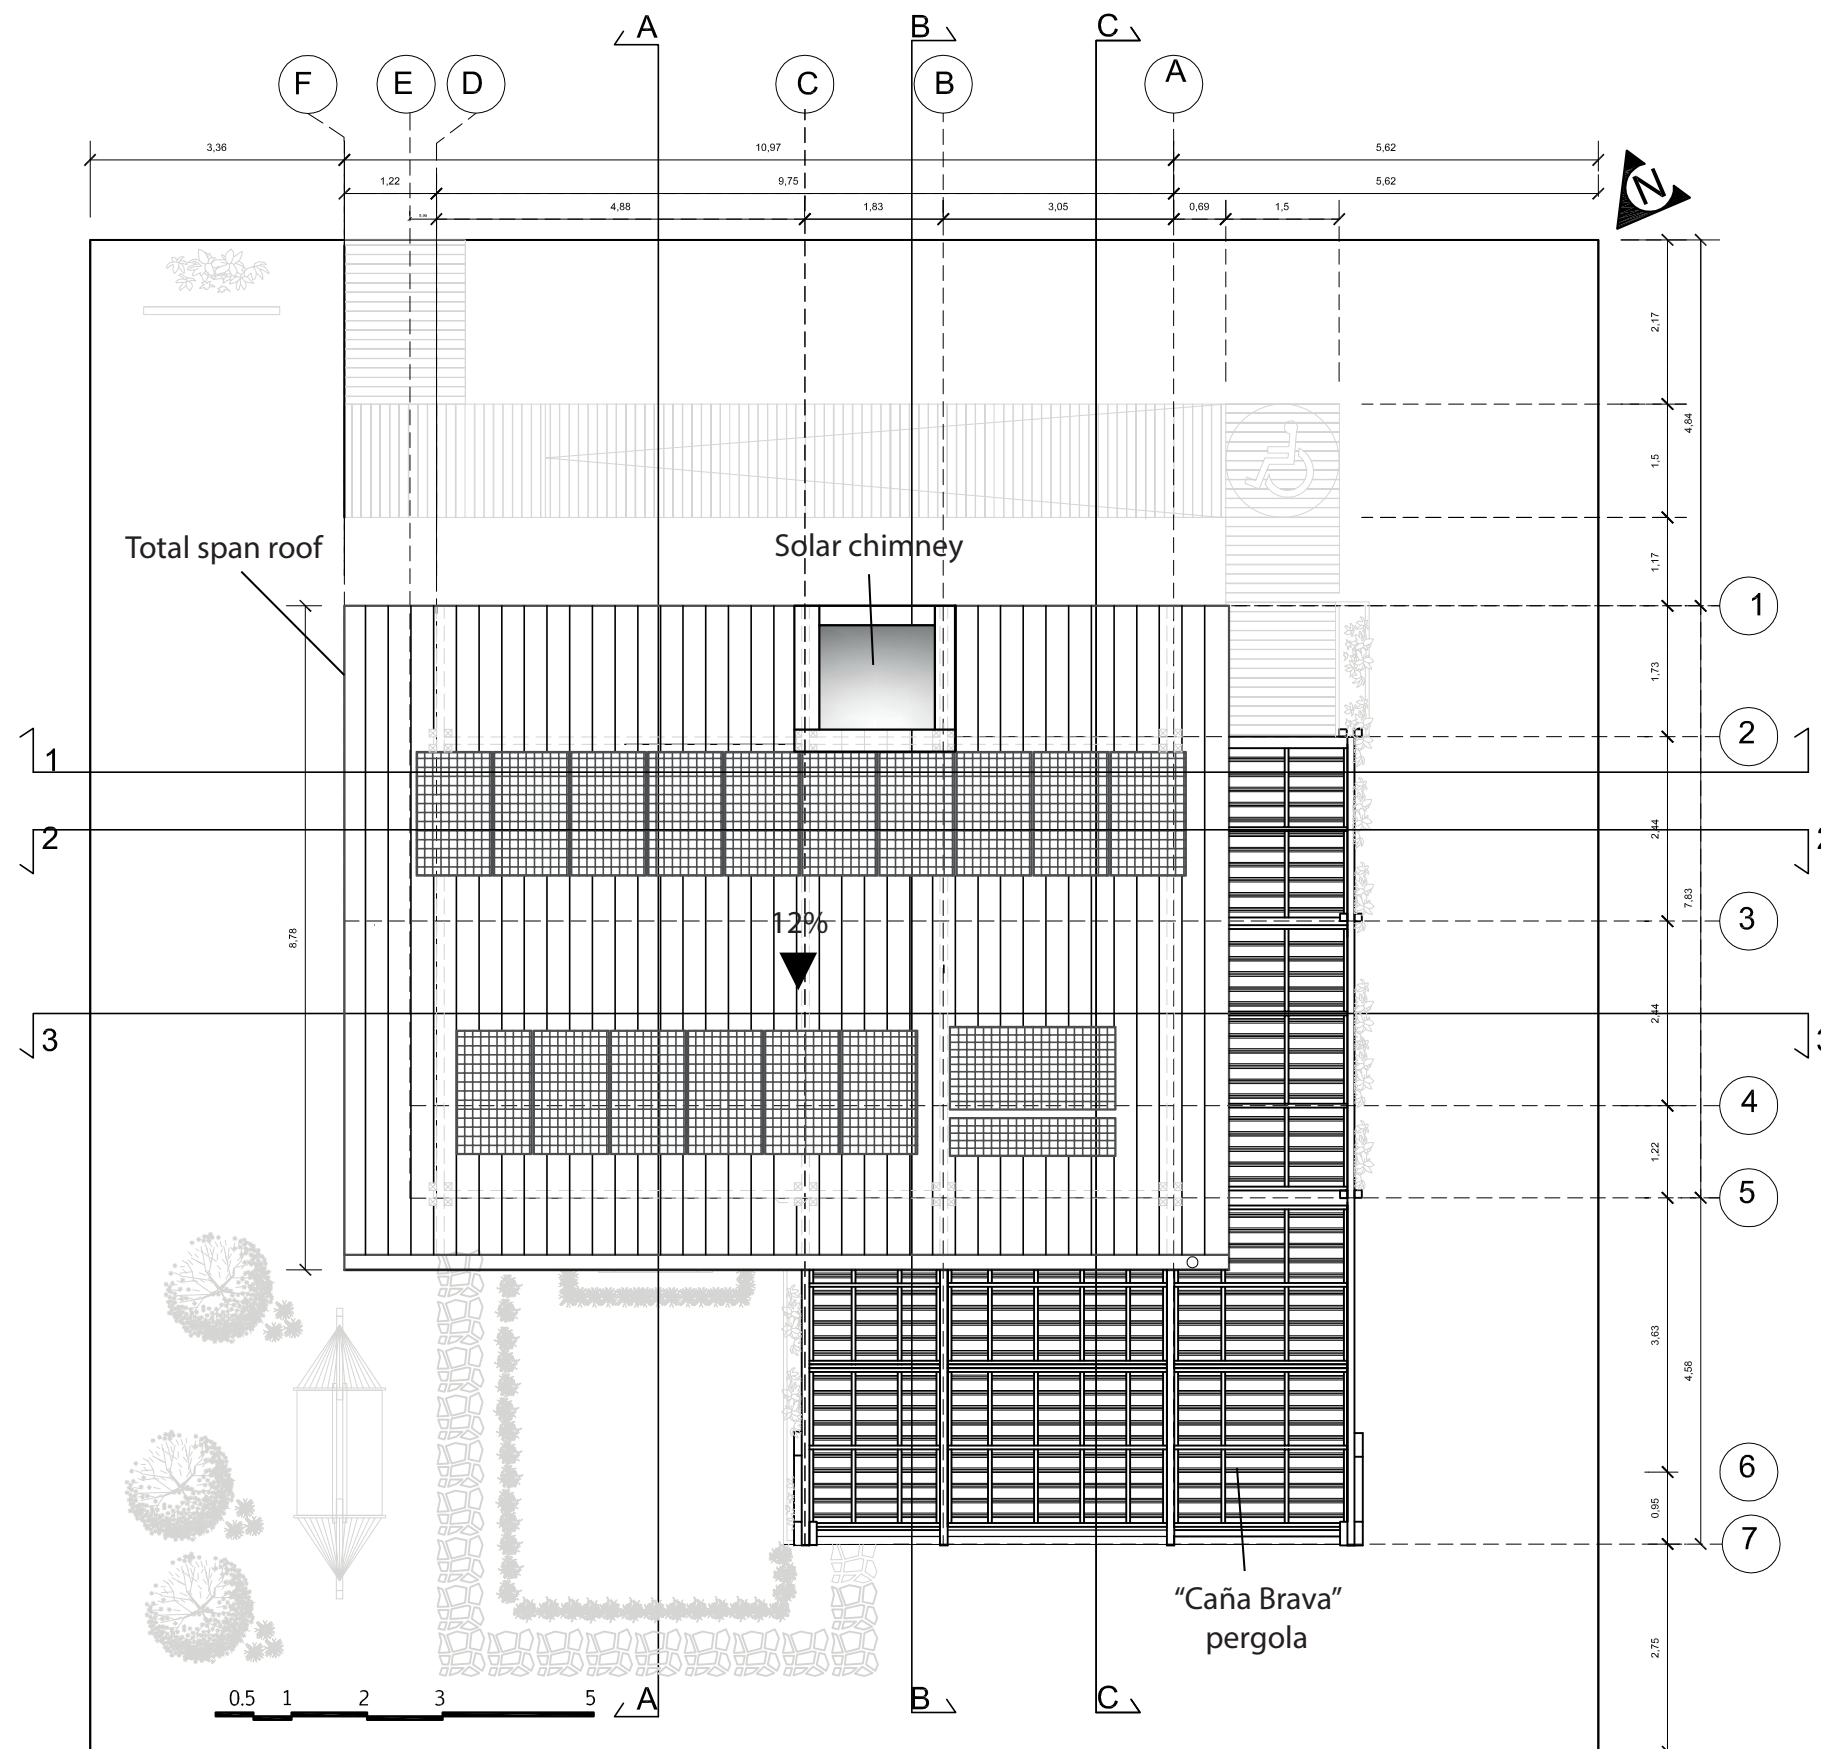 A B C
F E D C B A
3,36 10,97 5,62
1,22 9,75 5,62
4,88 1,83 3,05 0,69 1,5
N
2,17
4,84
1,5
Total span roof
Solar chimney
1,17
1
1,73
2
1
2
2,44
7,83
12%
3
8,78
2,44
3
4
1,22
5
3,63
4,58
6
0,95
7
“Caña Brava”
pergola
2,75
0.5 1 2 3 5
A B C